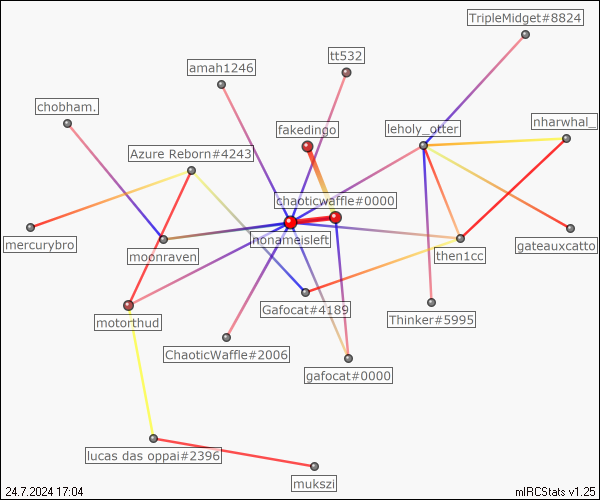 TripleMidget#8824
tt532
amah1246
chobham.
nharwhal_
fakedingo
leholy_otter
Azure Reborn#4243
chaoticwaffle#0000
mercurybro
nonameisleft
gateauxcatto
moonraven
then1cc
Gafocat#4189
Thinker#5995
motorthud
ChaoticWaffle#2006
gafocat#0000
lucas das oppai#2396
mukszi
24.7.2024 17:04
mIRCStats v1.25